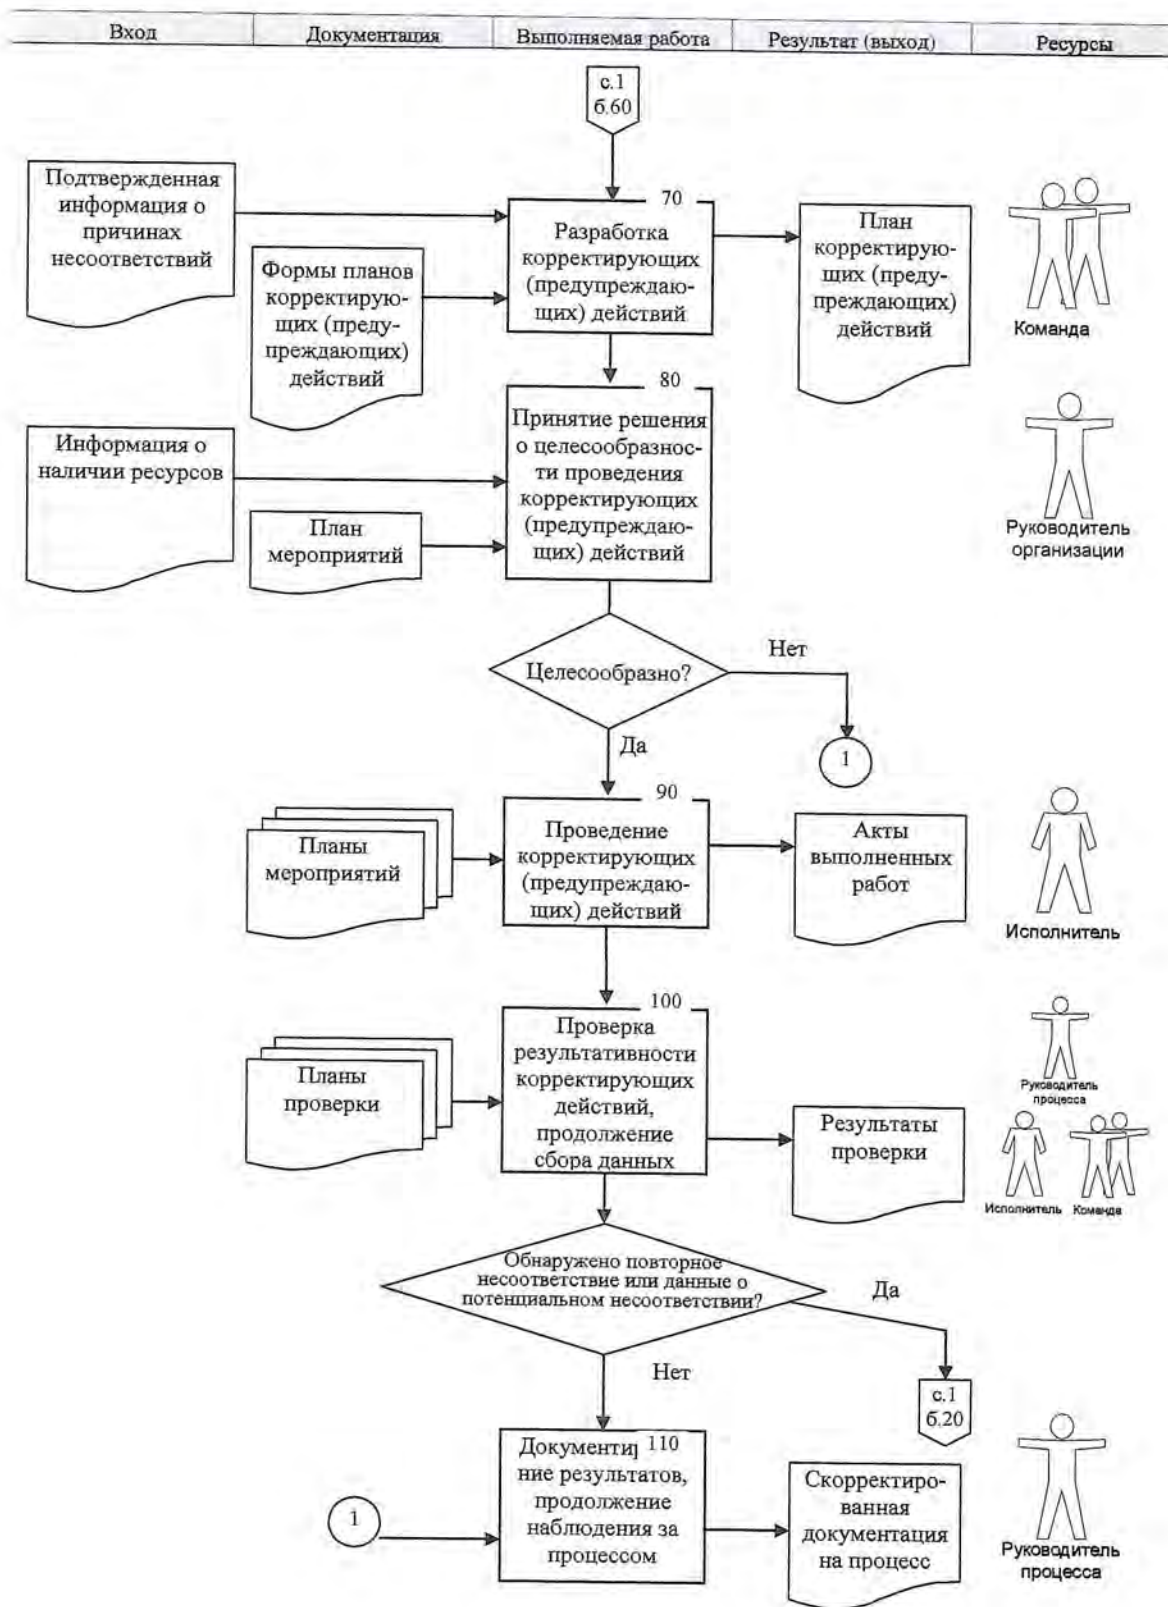 Вход
Документация
Выполняемая работа
Результат (выход)
Ресурсы
с.1
б.60
Подтвержденная
информация о
причинах
несоответствий
Формы планов
корректирую-
щих (преду-
преждающих)
действий
70
Разработка
корректирующих
(предупреждаю-
щих) действий
План
корректирую-
щих (преду-
преждающих)
действий
Команда
Информация о
наличии ресурсов
План
мероприятий
80
Принятие решения
о целесообразнос-
ти проведения
корректирующих
(предупреждаю-
щих) действий
Руководитель
организации
Целесообразно?
Нет
Да
1
Планы
мероприятий
90
Проведение
корректирующих
(предупреждаю-
щих) действий
Акты
выполненных
работ
Исполнитель
Планы
проверки
100
Проверка
результативности
корректирующих
действий,
продолжение
сбора данных
Результаты
проверки
Руководитель
процесса
Исполнитель
Команда
Обнаружено повторное
несоответствие или данные о
потенциальном несоответствии?
Да
Нет
с.1
б.20
1
110
Документир
ние результатов,
продолжение
наблюдения за
процессом
Скорректиро-
ванная
документация
на процесс
Руководитель
процесса